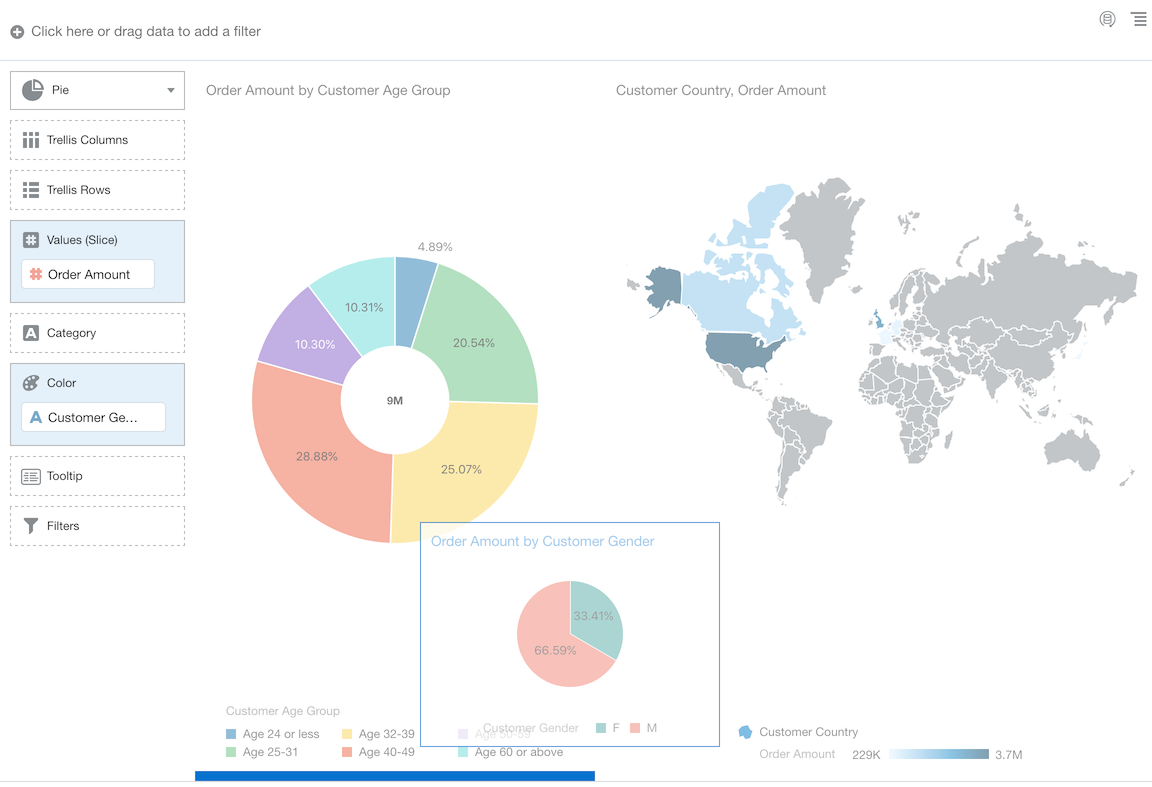 Click here or drag data to add a filter
Pie
Trellis Columns
Trellis Rows
Values (Slice)
Order Amount
Category
Color
Customer Ge...
Tooltip
Filters
Order Amount by Customer Age Group
4.89%
20.54%
25.07%
28.88%
10.30%
10.31%
9M
Customer Age Group
Age 24 or less
Age 32-39
Age 50-59
Age 25-31
Age 40-49
Age 60 or above
Order Amount by Customer Gender
33.41%
66.59%
Customer Gender F M
Customer Country, Order Amount
Customer Country
Order Amount 229K 3.7M